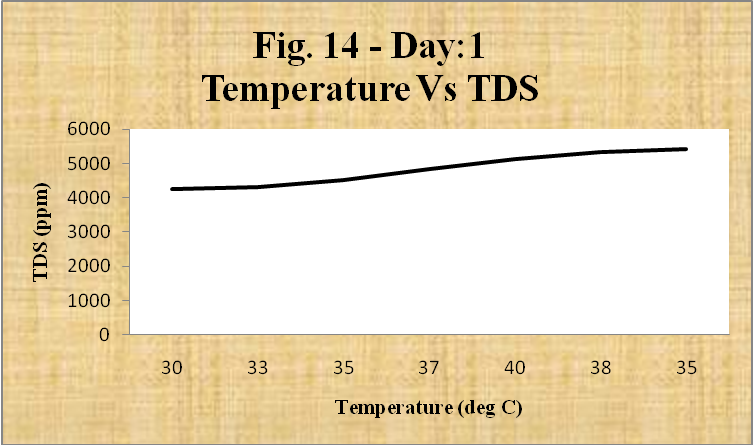 Fig. 14 - Day:1
Temperature Vs TDS
6000
5000
4000
3000
2000
1000
0
TDS (ppm)
30 33 35 37 40 38 35
Temperature (deg C)